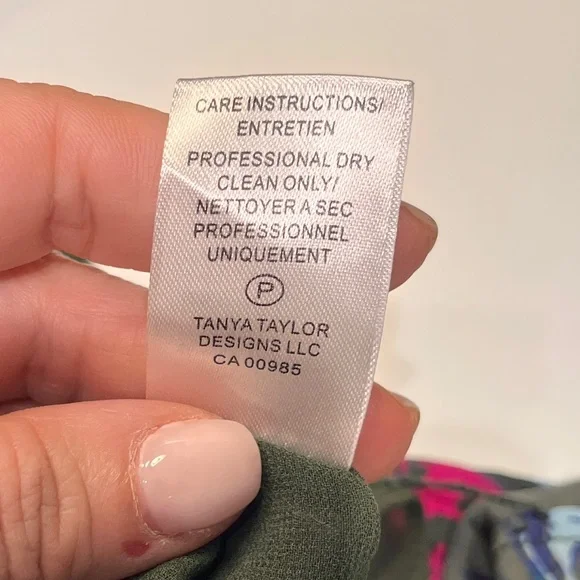 CARE INSTRUCTIONS/
ENTRETIEN
PROFESSIONAL DRY
CLEAN ONLY/
NETTOYER A SEC
PROFESSIONNEL
UNIQUEMENT
P
TANYA TAYLOR
DESIGNS LLC
CA 00985